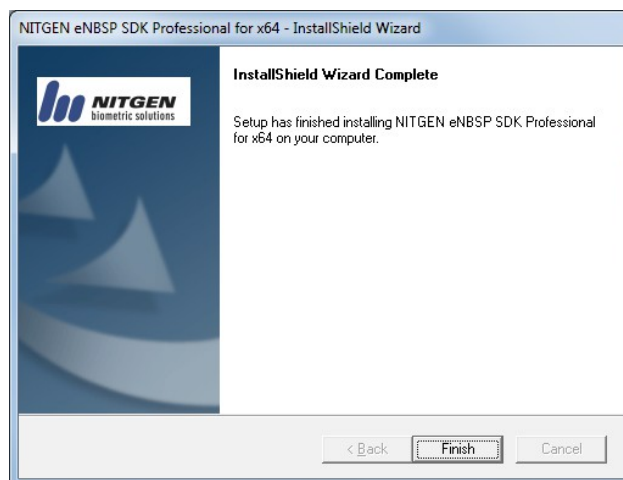 NITGEN eNBSP SDK Professional for x64 - InstallShield Wizard
NITGEN
biometric solutions
InstallShield Wizard Complete
Setup has finished installing NITGEN eNBSP SDK Professional
for x64 on your computer.
< Back
Finish
Cancel